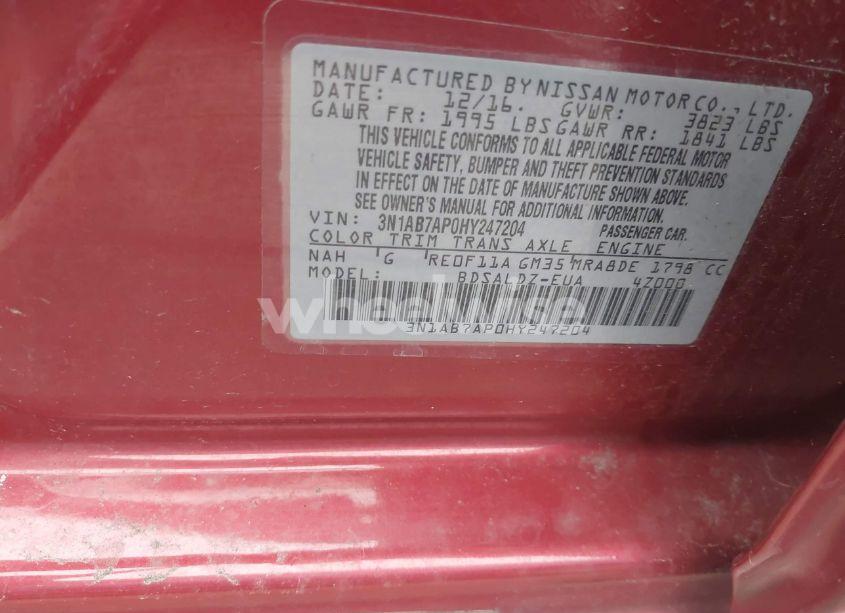 MANUFACTURED BY NISSAN MOTOR CO., LTD.
DATE: 12/16. GVWR: 3823 LBS
GAWR FR: 1995 LBS GAWR RR: 1841 LBS
THIS VEHICLE CONFORMS TO ALL APPLICABLE FEDERAL MOTOR
VEHICLE SAFETY, BUMPER AND THEFT PREVENTION STANDARDS
IN EFFECT ON THE DATE OF MANUFACTURE SHOWN ABOVE.
SEE OWNER'S MANUAL FOR ADDITIONAL INFORMATION.
VIN: 3N1AB7AP0HY247204 PASSENGER CAR.
COLOR TRIM TRANS AXLE ENGINE
NAH G RE0F11A GM35 MRA8DE 1798 CC
MODEL: BDSALDZ-EUA 4Z000
wheelwise
3N1AB7AP0HY247204